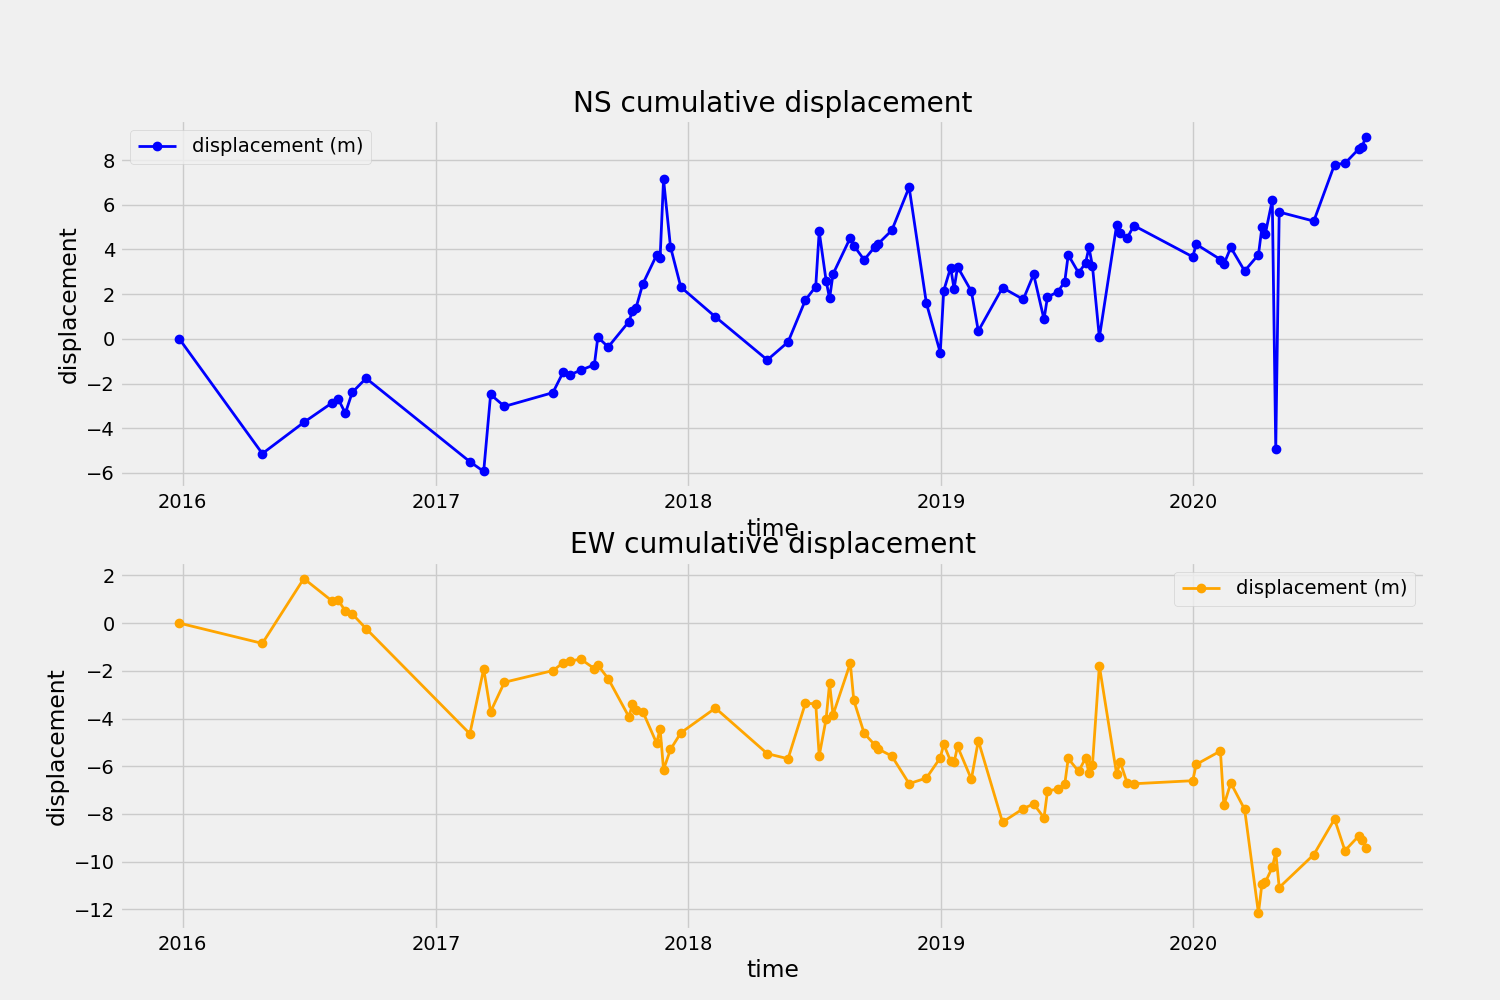 NS cumulative displacement
displacement (m)
displacement
8
6
4
2
0
−2
−4
−6
2016 2017 2018 2019 2020
time
EW cumulative displacement
displacement (m)
displacement
2
0
−2
−4
−6
−8
−10
−12
2016 2017 2018 2019 2020
time